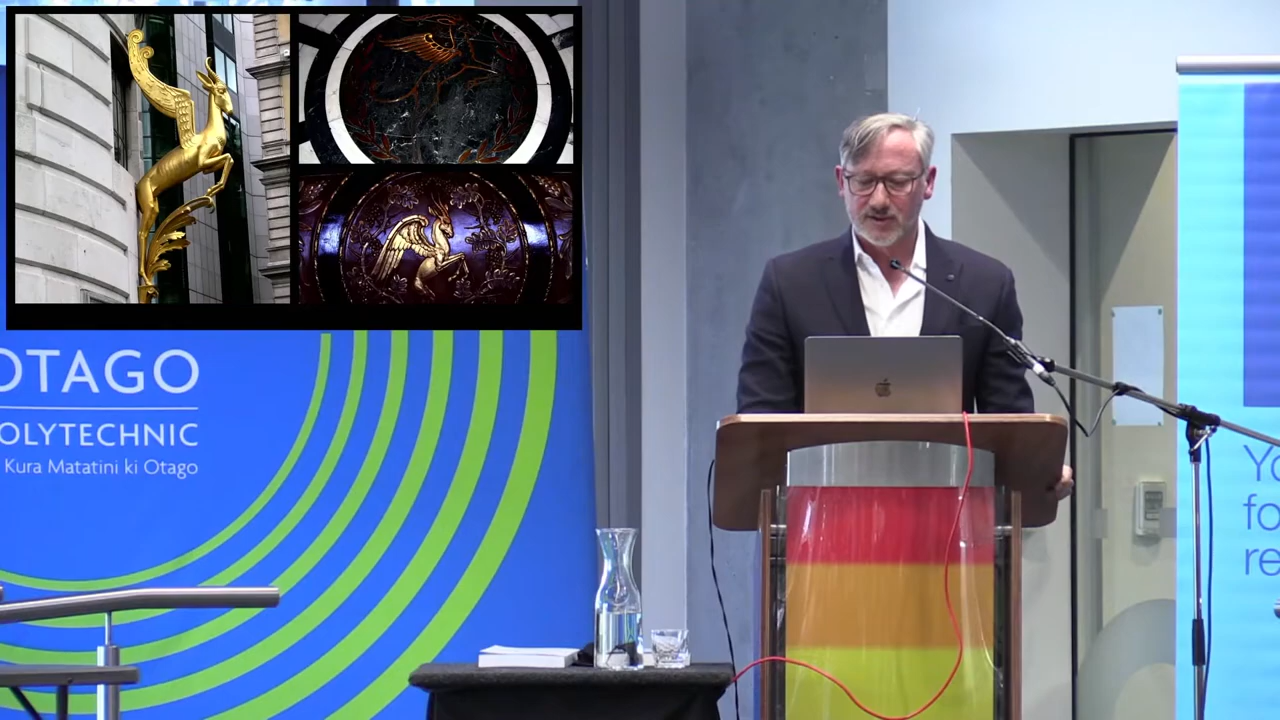 OTAGO
OLYTECHNIC
Kura Matatini ki Otago
Yo
fo
re